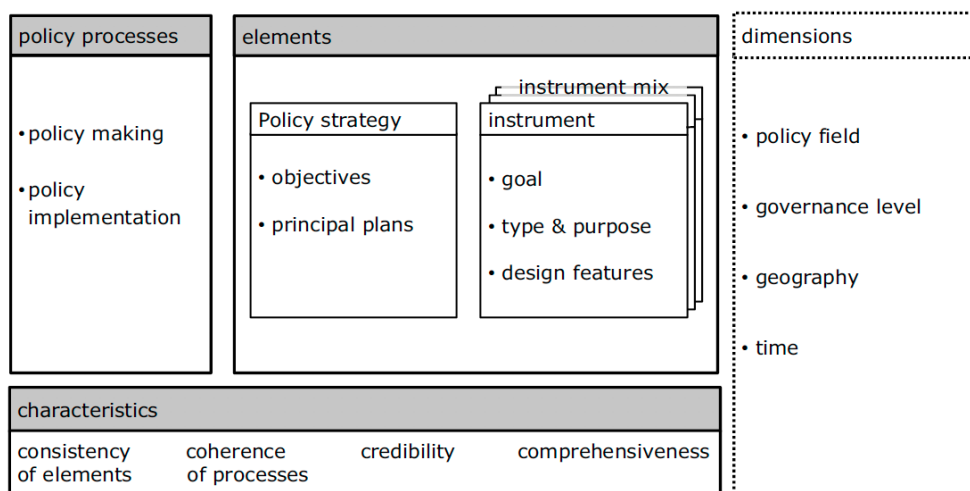 policy processes
• policy making
• policy
implementation
elements
Policy strategy
• objectives
• principal plans
instrument mix
instrument
• goal
• type & purpose
• design features
dimensions
• policy field
• governance level
• geography
• time
characteristics
consistency
of elements
coherence
of processes
credibility
comprehensiveness